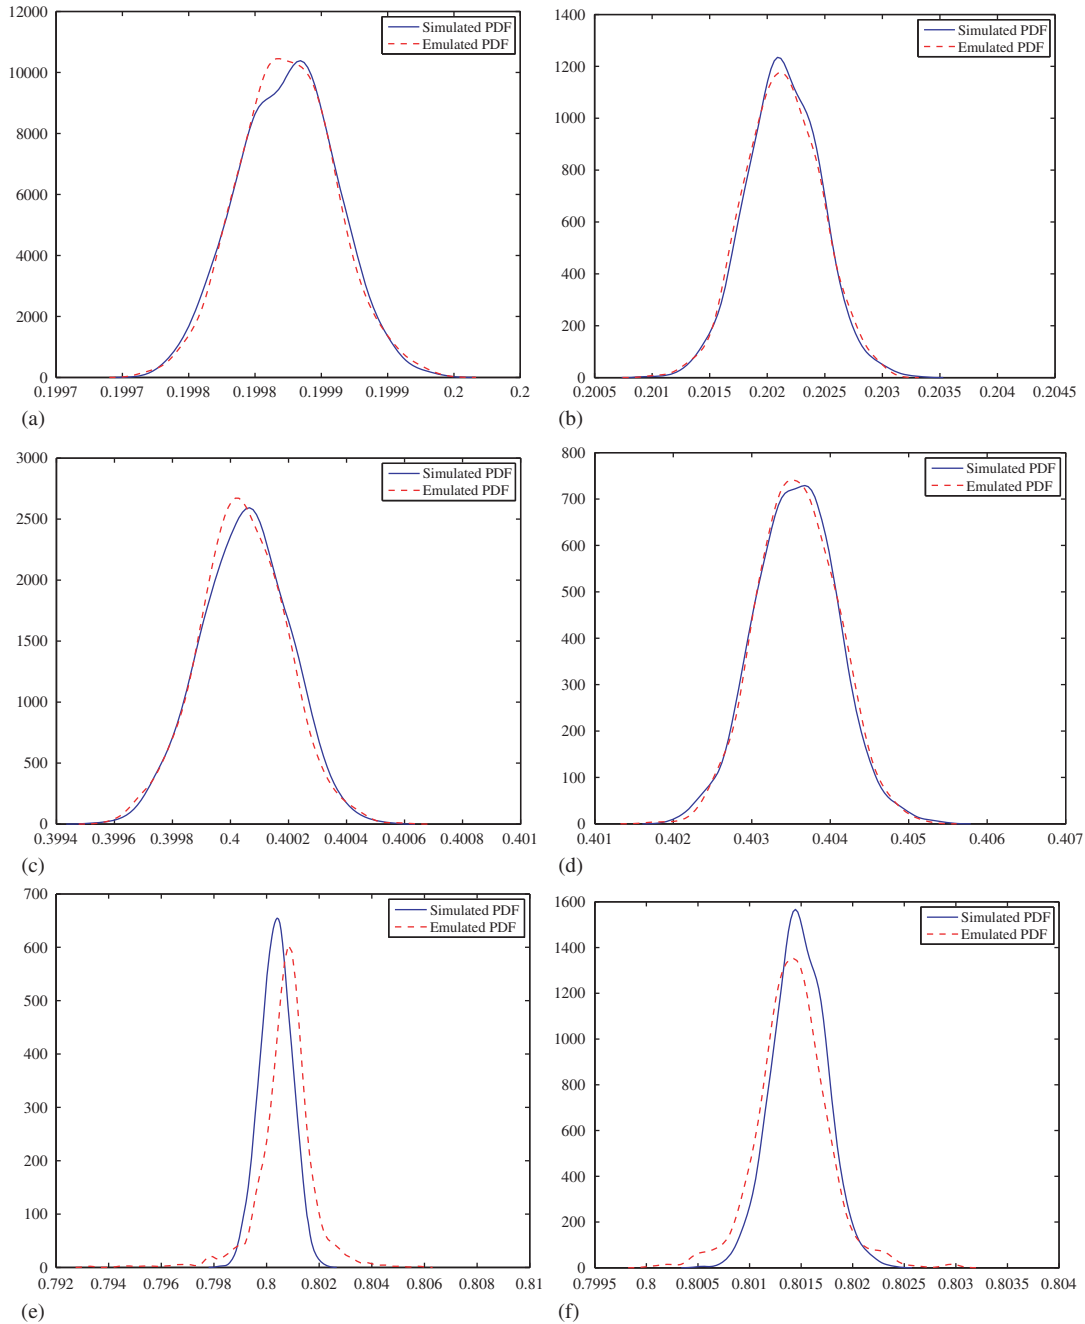 12000
10000
8000
6000
4000
2000
0
0.1997 0.1997 0.1998 0.1998 0.1999 0.1999 0.2 0.2
Simulated PDF
Emulated PDF
(a)
1400
1200
1000
800
600
400
200
0
0.2005 0.201 0.2015 0.202 0.2025 0.203 0.2035 0.204 0.2045
Simulated PDF
Emulated PDF
(b)
3000
2500
2000
1500
1000
500
0
0.3994 0.3996 0.3998 0.4 0.4002 0.4004 0.4006 0.4008 0.401
Simulated PDF
Emulated PDF
(c)
800
700
600
500
400
300
200
100
0
0.401 0.402 0.403 0.404 0.405 0.406 0.407
Simulated PDF
Emulated PDF
(d)
700
600
500
400
300
200
100
0
0.792 0.794 0.796 0.798 0.8 0.802 0.804 0.806 0.808 0.81
Simulated PDF
Emulated PDF
(e)
1600
1400
1200
1000
800
600
400
200
0
0.7995 0.8 0.8005 0.801 0.8015 0.802 0.8025 0.803 0.8035 0.804
Simulated PDF
Emulated PDF
(f)